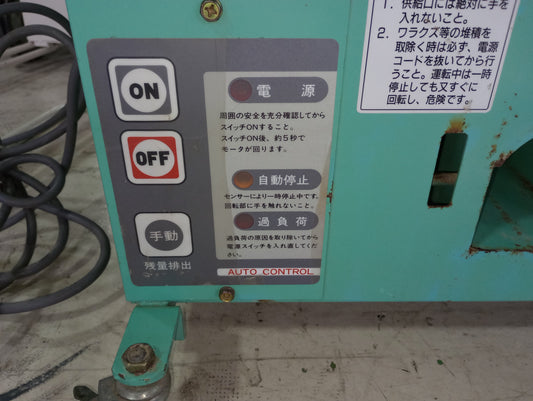 1. 供給口には絶対に手を
入れないこと。
2. ワラクズ等の堆積を
取除く時は必ず、電源
コードを抜いてから行
うこと。運転中は一時
停止しても又すぐに
回転し、危険です。
ON
OFF
手動
残量排出
電源
周囲の安全を充分確認してから
スイッチONすること。
スイッチON後、約5秒で
モータが回ります。
自動停止
センサーにより一時停止中です。
回転部に手を触れないこと。
過負荷
過負荷の原因を取り除いてから
電源スイッチを入れ直してくだ
さい。
AUTO CONTROL